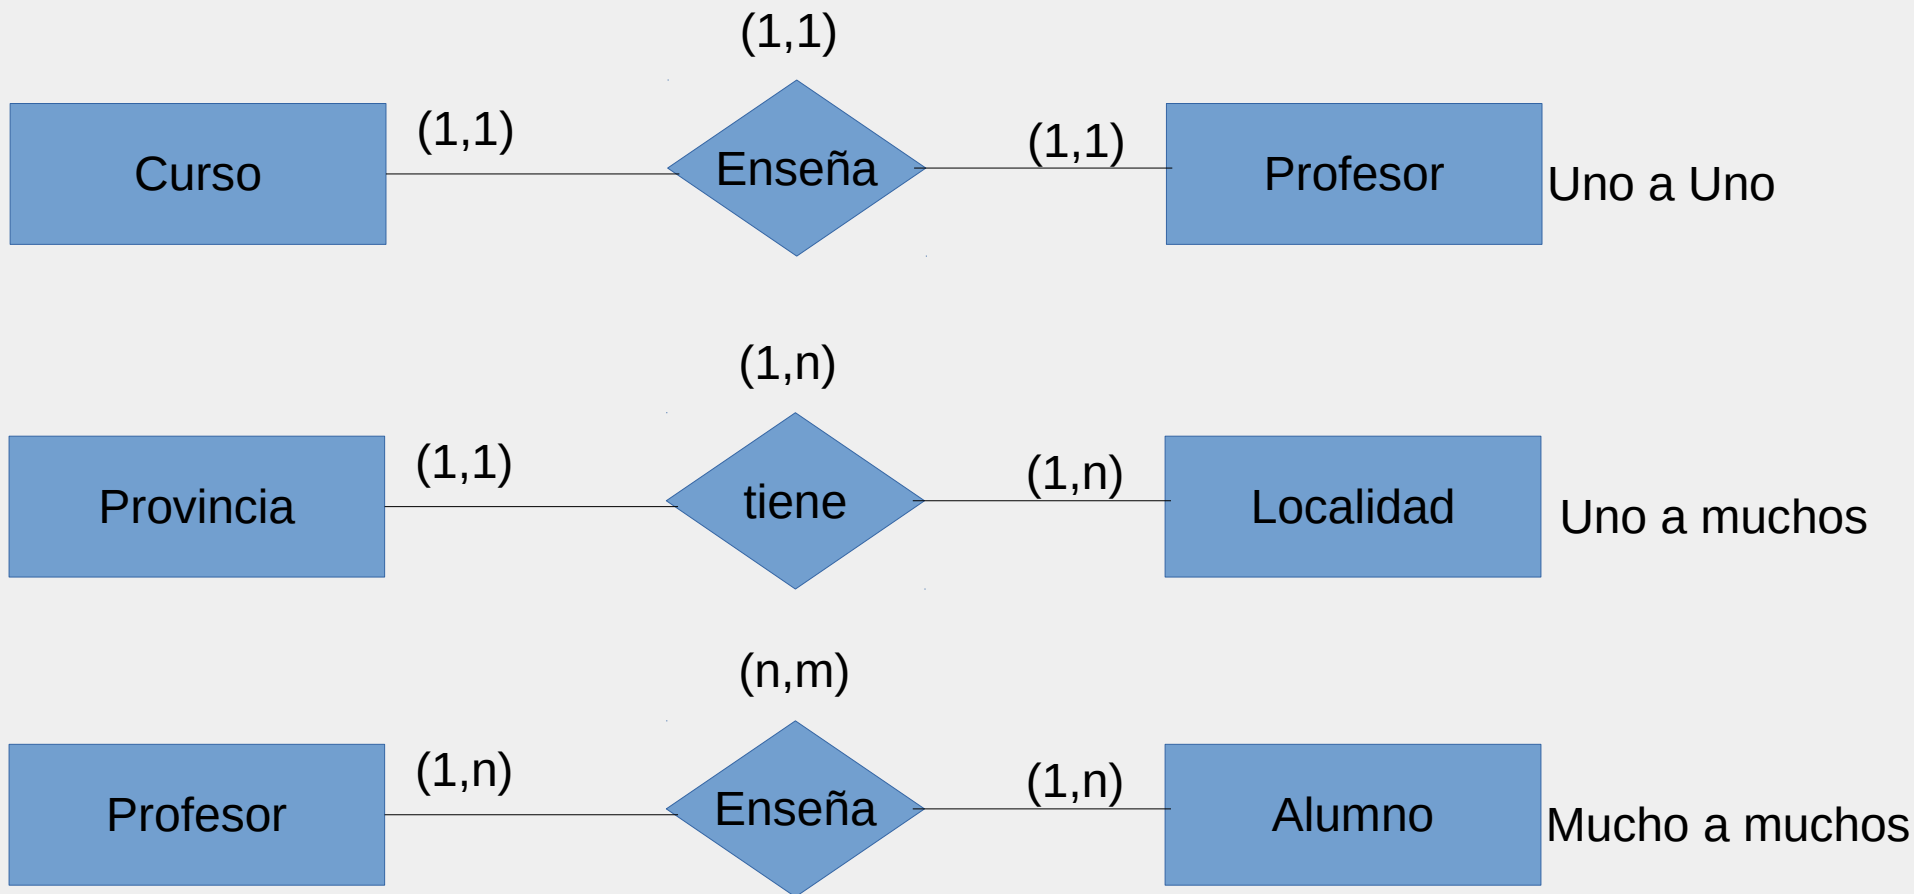 (1,1)
Curso
(1,1)
Enseña
(1,1)
Profesor
Uno a Uno
(1,n)
Provincia
(1,1)
tiene
(1,n)
Localidad
Uno a muchos
(n,m)
Profesor
(1,n)
Enseña
(1,n)
Alumno
Mucho a muchos